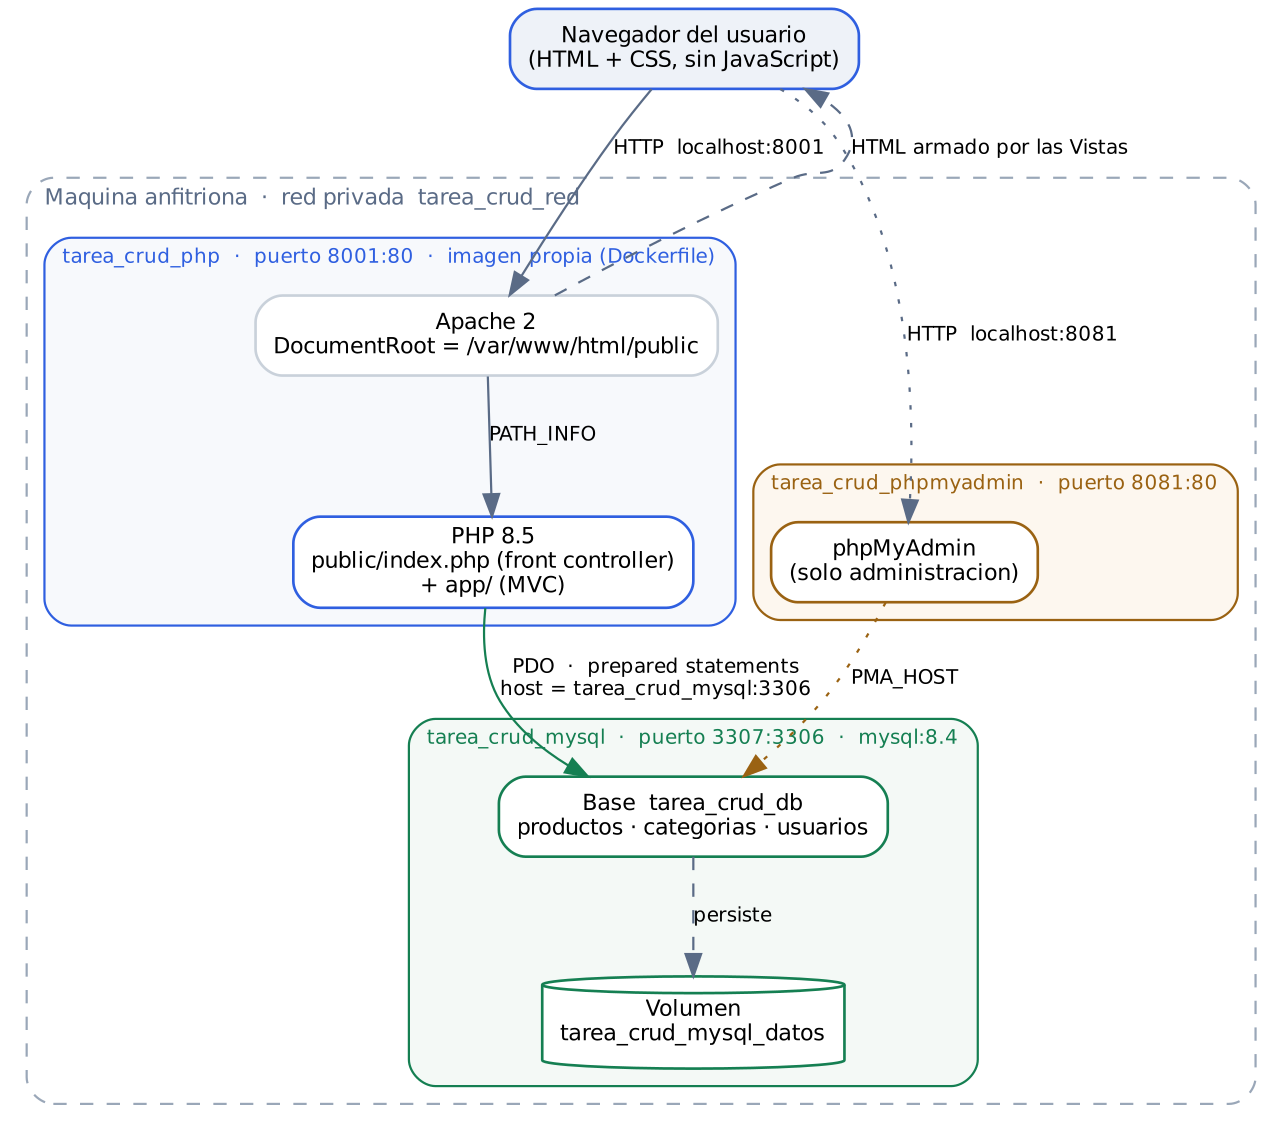 Navegador del usuario
(HTML + CSS, sin JavaScript)
HTTP  localhost:8001
HTML armado por las Vistas
Maquina anfitriona  ·  red privada  tarea_crud_red
tarea_crud_php  ·  puerto 8001:80  ·  imagen propia (Dockerfile)
Apache 2
DocumentRoot = /var/www/html/public
HTTP  localhost:8081
PATH_INFO
tarea_crud_phpmyadmin  ·  puerto 8081:80
PHP 8.5
public/index.php (front controller)
+ app/ (MVC)
phpMyAdmin
(solo administracion)
PDO  ·  prepared statements
host = tarea_crud_mysql:3306
PMA_HOST
tarea_crud_mysql  ·  puerto 3307:3306  ·  mysql:8.4
Base  tarea_crud_db
productos · categorias · usuarios
persiste
Volumen
tarea_crud_mysql_datos